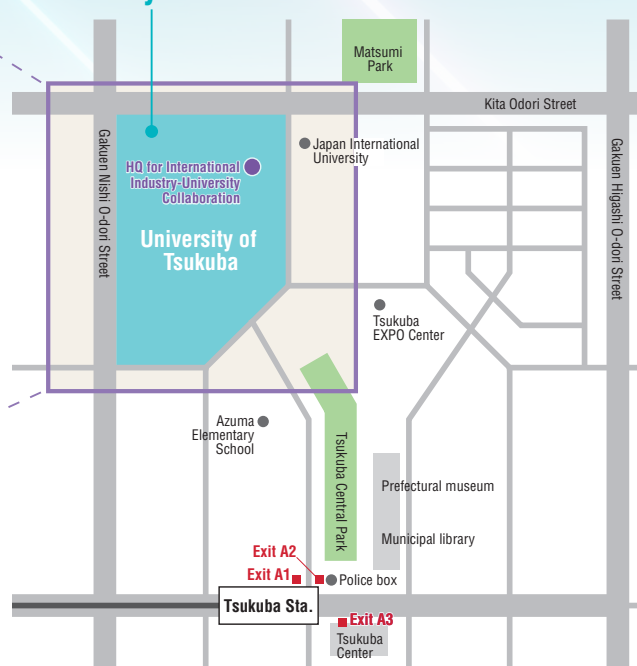 Matsumi
Park
Kita Odori Street
Gakuen Nishi O-dori Street
Japan International
University
HQ for International
Industry-University
Collaboration
Gakuen Higashi O-dori Street
University of
Tsukuba
Tsukuba
EXPO Center
Azuma
Elementary
School
Tsukuba Central Park
Prefectural museum
Municipal library
Exit A2
Exit A1
Police box
Tsukuba Sta.
Exit A3
Tsukuba
Center